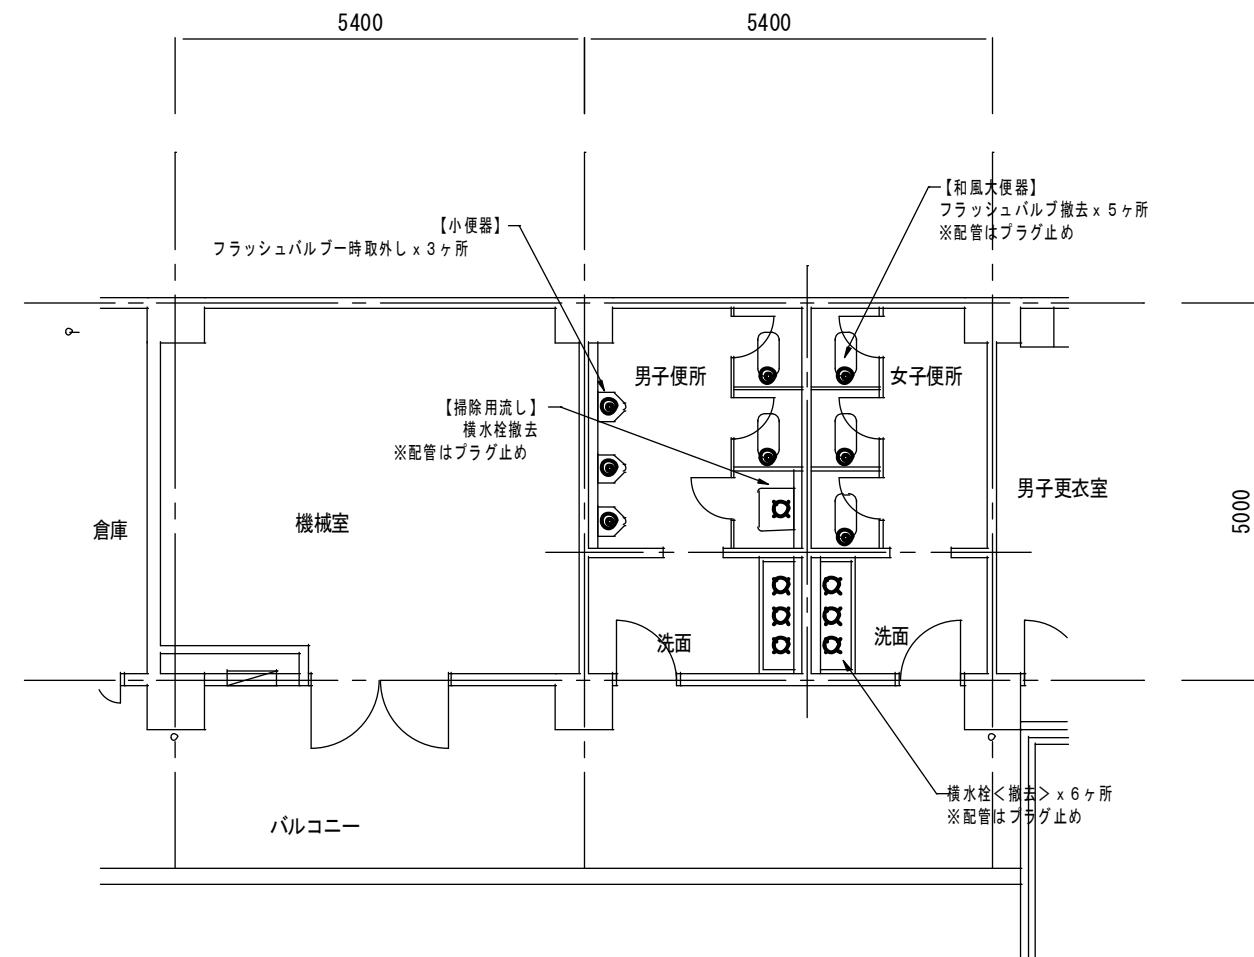 5400
5400
【和風大便器】
フラッシュバルブ撤去x5ヶ所
※配管はプラグ止め
【小便器】
フラッシュバルブ一時取外しx3ヶ所
男子便所
女子便所
【掃除用流し】
横水栓撤去
※配管はプラグ止め
男子更衣室
5000
倉庫
機械室
洗面
洗面
横水栓<撤去>x6ヶ所
※配管はプラグ止め
バルコニー